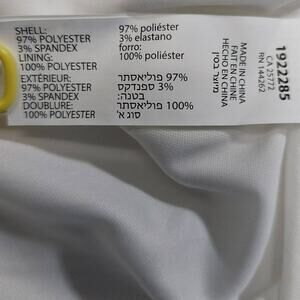 SHELL:
97% POLYESTER
3% SPANDEX
LINING:
100% POLYESTER
EXTÉRIEUR:
97% POLYESTER
3% SPANDEX
DOUBLURE:
100% POLYESTER
97% poliéster
3% elastano
forro:
100% poliéster
97% פוליאסתר
3% ספנדקס
בטנה:
100% פוליאסתר
סוג א'
1922285
CA 25772
RN 144262
MADE IN CHINA
FAIT EN CHINE
HECHO EN CHINA
מיוצר בסין